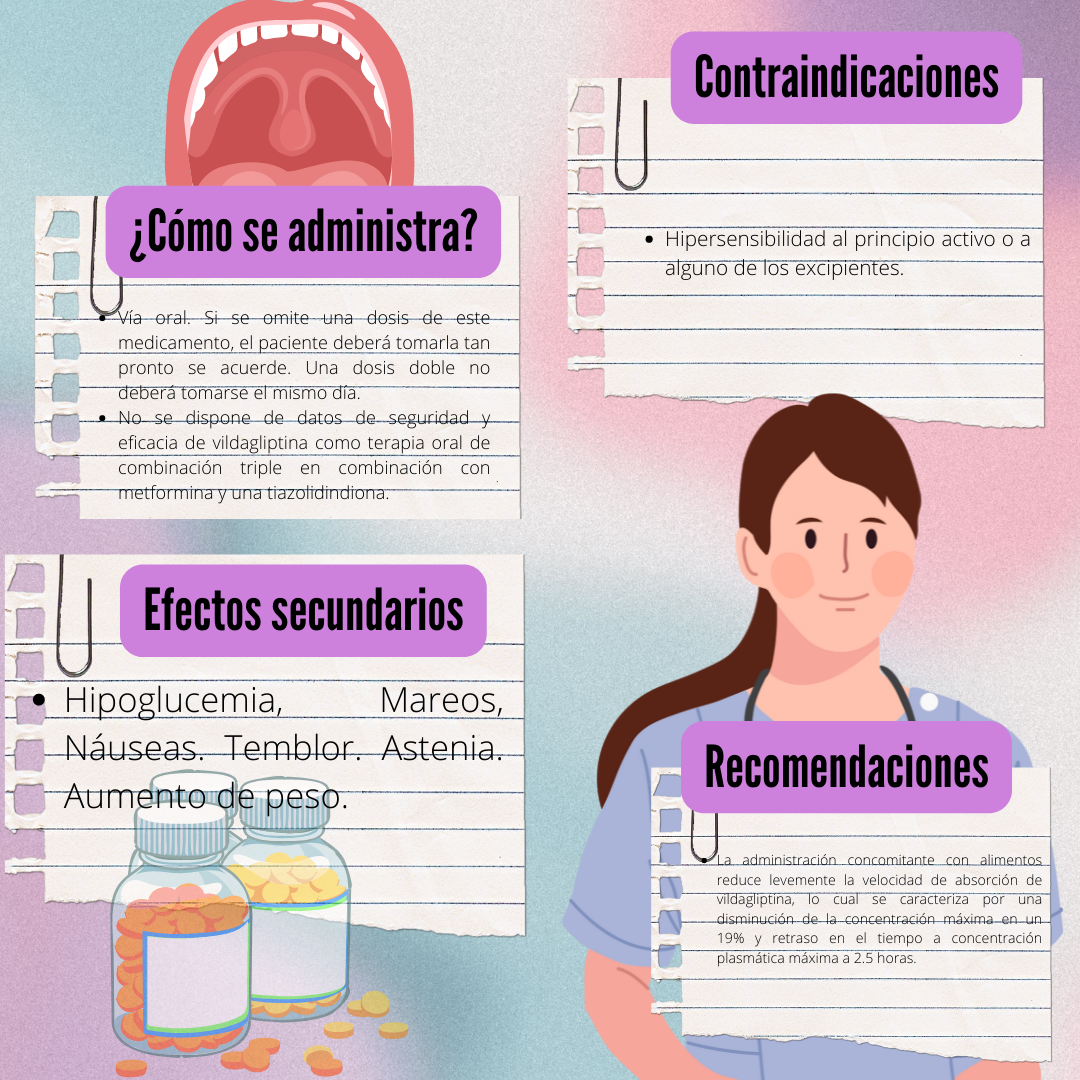 ¿Cómo se administra?
• Vía oral. Si se omite una dosis de este
medicamento, el paciente deberá tomarla tan
pronto se acuerde. Una dosis doble no
deberá tomarse el mismo día.
• No se dispone de datos de seguridad y
eficacia de vildagliptina como terapia oral de
combinación triple en combinación con
metformina y una tiazolidindiona.
Contraindicaciones
• Hipersensibilidad al principio activo o a
alguno de los excipientes.
Efectos secundarios
• Hipoglucemia, Mareos,
Náuseas. Temblor. Astenia.
Aumento de peso.
Recomendaciones
• La administración concomitante con alimentos
reduce levemente la velocidad de absorción de
vildagliptina, lo cual se caracteriza por una
disminución de la concentración máxima en un
19% y retraso en el tiempo a concentración
plasmática máxima a 2.5 horas.